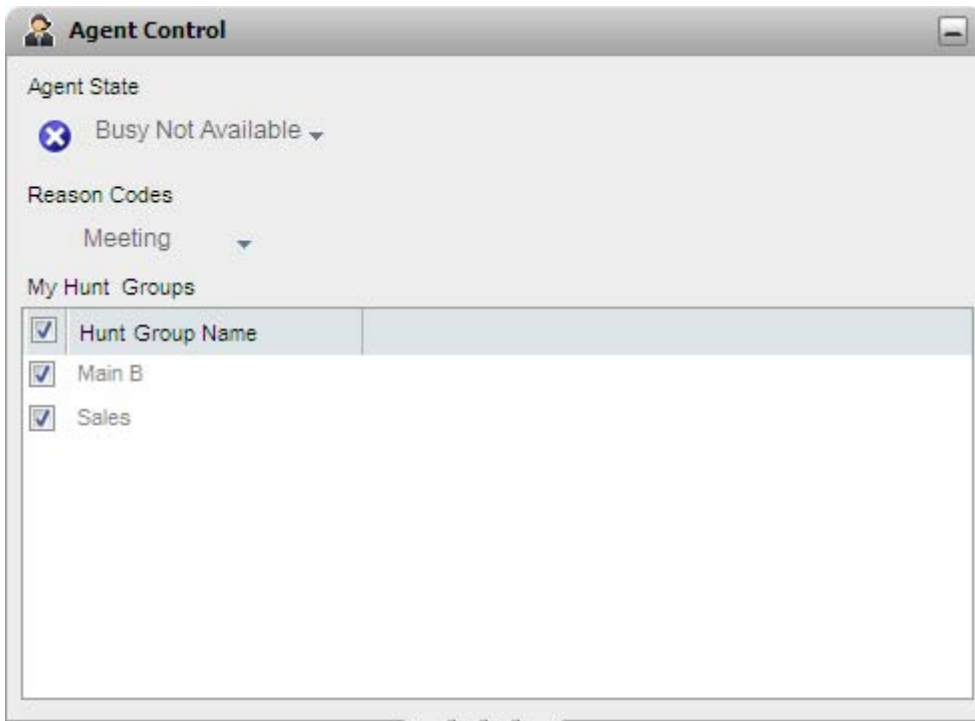 Agent Control
Agent State
Busy Not Available
Reason Codes
Meeting
My Hunt Groups
Hunt Group Name
Main B
Sales